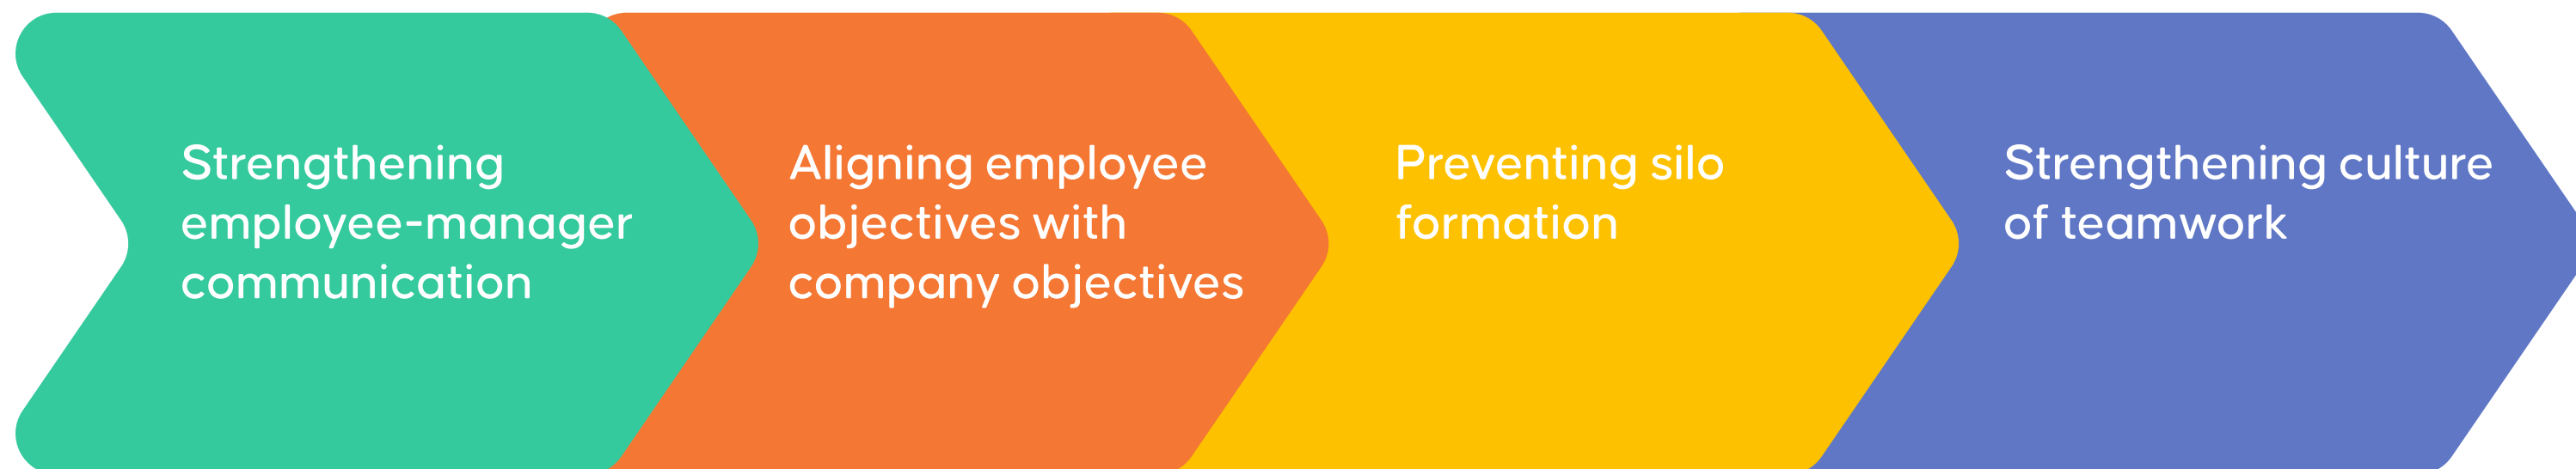 Strengthening
employee-manager
communication
Aligning employee
objectives with
company objectives
Preventing silo
formation
Strengthening culture
of teamwork